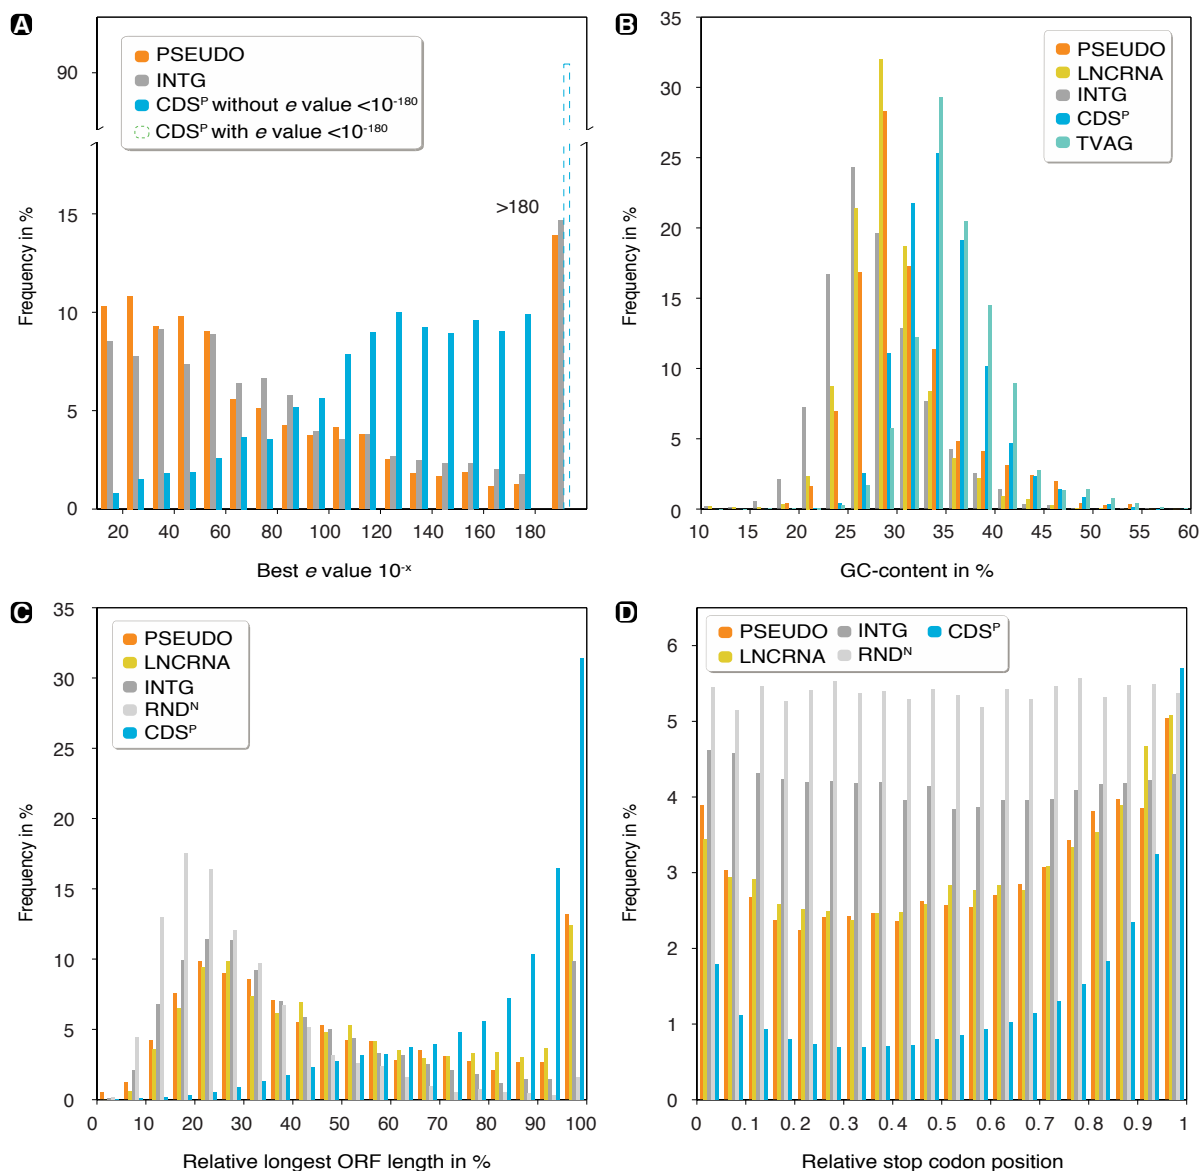 A
PSEUDO
INTG
CDSᴾ without e value <10⁻¹⁸⁰
CDSᴾ with e value <10⁻¹⁸⁰
>180
90
15
10
5
0
Frequency in %
20 40 60 80 100 120 140 160 180
Best e value 10⁻ˣ
B
PSEUDO
LNCRNA
INTG
CDSᴾ
TVAG
35
30
25
20
15
10
5
0
Frequency in %
10 15 20 25 30 35 40 45 50 55 60
GC-content in %
C
PSEUDO
LNCRNA
INTG
RNDᴺ
CDSᴾ
35
30
25
20
15
10
5
0
Frequency in %
0 10 20 30 40 50 60 70 80 90 100
Relative longest ORF length in %
D
PSEUDO INTG CDSᴾ
LNCRNA RNDᴺ
6
5
4
3
2
1
0
Frequency in %
0 0.1 0.2 0.3 0.4 0.5 0.6 0.7 0.8 0.9 1
Relative stop codon position